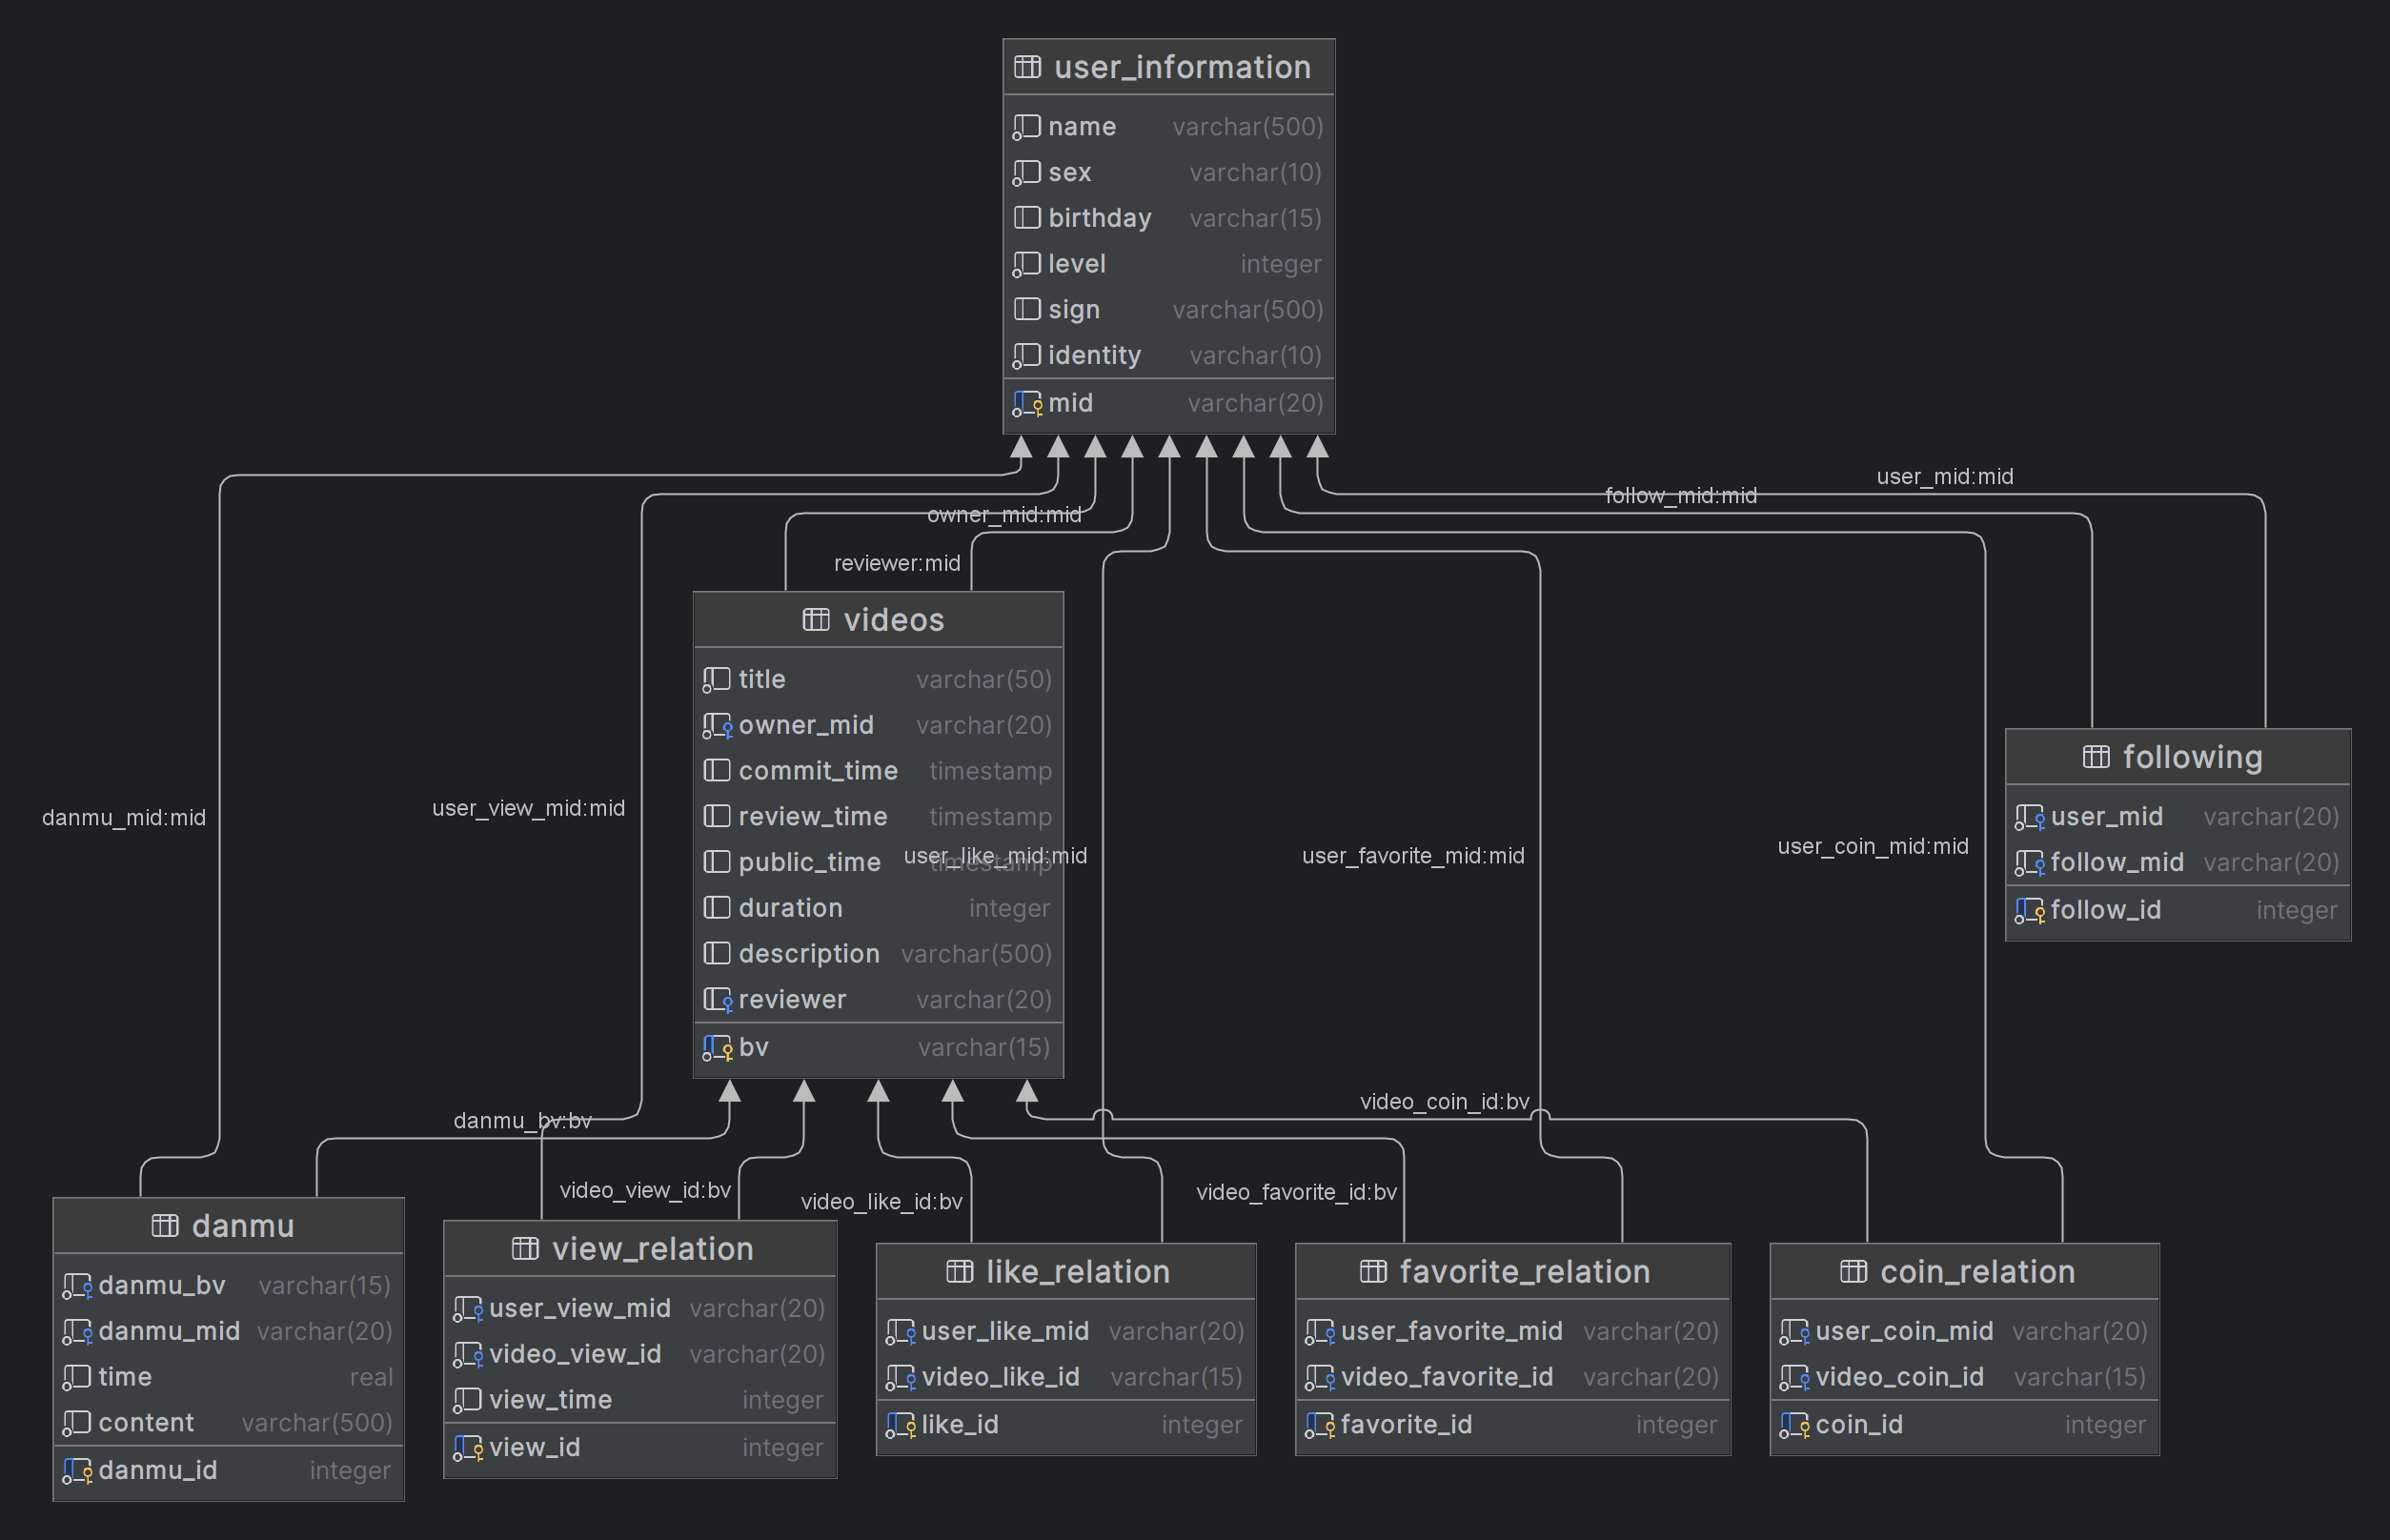 user_information
name varchar(500)
sex varchar(10)
birthday varchar(15)
level integer
sign varchar(500)
identity varchar(10)
mid varchar(20)
user_mid:mid
follow_mid:mid
owner_mid:mid
reviewer:mid
videos
title varchar(50)
owner_mid varchar(20)
commit_time timestamp
review_time timestamp
public_time timestamp
duration integer
description varchar(500)
reviewer varchar(20)
bv varchar(15)
following
user_mid varchar(20)
follow_mid varchar(20)
follow_id integer
danmu_mid:mid
user_view_mid:mid
user_like_mid:mid
user_favorite_mid:mid
user_coin_mid:mid
danmu_bv:bv
video_coin_id:bv
video_view_id:bv
video_like_id:bv
video_favorite_id:bv
danmu
danmu_bv varchar(15)
danmu_mid varchar(20)
time real
content varchar(500)
danmu_id integer
view_relation
user_view_mid varchar(20)
video_view_id varchar(20)
view_time integer
view_id integer
like_relation
user_like_mid varchar(20)
video_like_id varchar(15)
like_id integer
favorite_relation
user_favorite_mid varchar(20)
video_favorite_id varchar(20)
favorite_id integer
coin_relation
user_coin_mid varchar(20)
video_coin_id varchar(15)
coin_id integer